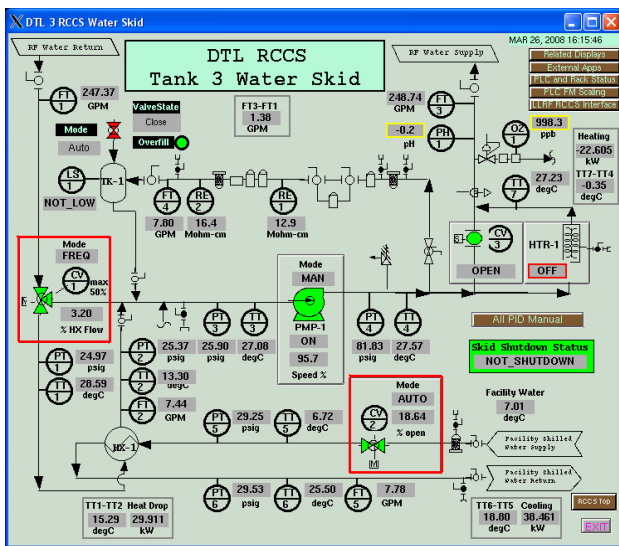 DTL 3 RCCS Water Skid
MAR 26, 2008 16:15:46
RF Water Return
DTL RCCS
Tank 3 Water Skid
RF Water Supply
Related Displays
External Apps
PLC and Rack Status
PLC FM Scaling
LLRF RCCS Interface
FT
1
247.37
GPM
ValveState
Close
Overfill
FT3-FT1
1.38
GPM
248.74
GPM
FT
3
-0.2
pH
PH
1
O2
1
998.3
ppb
Heating
-22.605
kW
TT7-TT4
-0.35
degC
Mode
Auto
LS
1
NOT_LOW
TK-1
FT
4
7.80
GPM
RE
2
16.4
Mohm-cm
RE
1
12.9
Mohm-cm
TT
7
27.23
degC
Mode
FREQ
CV
1
max
50%
3.20
% HX Flow
S
CV
3
OPEN
HTR-1
OFF
Mode
MAN
PMP-1
ON
95.7
Speed %
PT
3
25.90
psig
TT
3
27.08
degC
PT
4
81.83
psig
TT
4
27.57
degC
All PID Manual
Skid Shutdown Status
NOT_SHUTDOWN
PT
1
24.97
psig
TT
1
28.59
degC
PT
2
25.37
psig
TT
2
13.30
degC
FT
2
7.44
GPM
Mode
AUTO
CV
2
18.64
% open
M
Facility Water
7.01
degC
PT
5
29.25
psig
TT
5
6.72
degC
HX-1
Facility Chilled
Water Supply
Facility Chilled
Water Return
PT
6
29.53
psig
TT
6
25.50
degC
FT
5
7.78
GPM
TT1-TT2 Heat Drop
15.29 29.911
degC kW
TT6-TT5 Cooling
18.80 38.461
degC kW
RCCS Top
EXIT